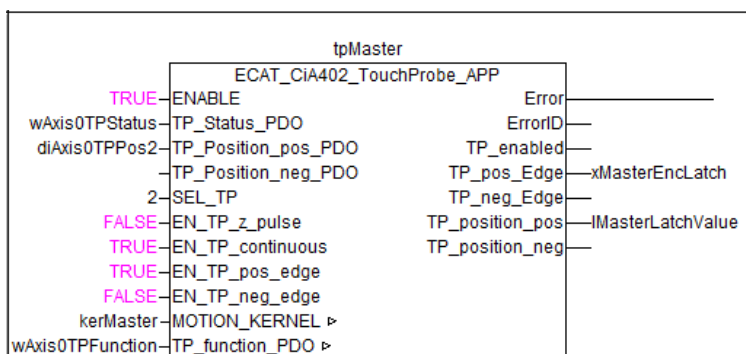 tpMaster
ECAT_CiA402_TouchProbe_APP
TRUE ENABLE Error
wAxis0TPStatus TP_Status_PDO ErrorID
diAxis0TPPos2 TP_Position_pos_PDO TP_enabled
TP_Position_neg_PDO TP_pos_Edge xMasterEncLatch
2 SEL_TP TP_neg_Edge
FALSE EN_TP_z_pulse TP_position_pos lMasterLatchValue
TRUE EN_TP_continuous TP_position_neg
TRUE EN_TP_pos_edge
FALSE EN_TP_neg_edge
kerMaster MOTION_KERNEL ▷
wAxis0TPFunction TP_function_PDO ▷